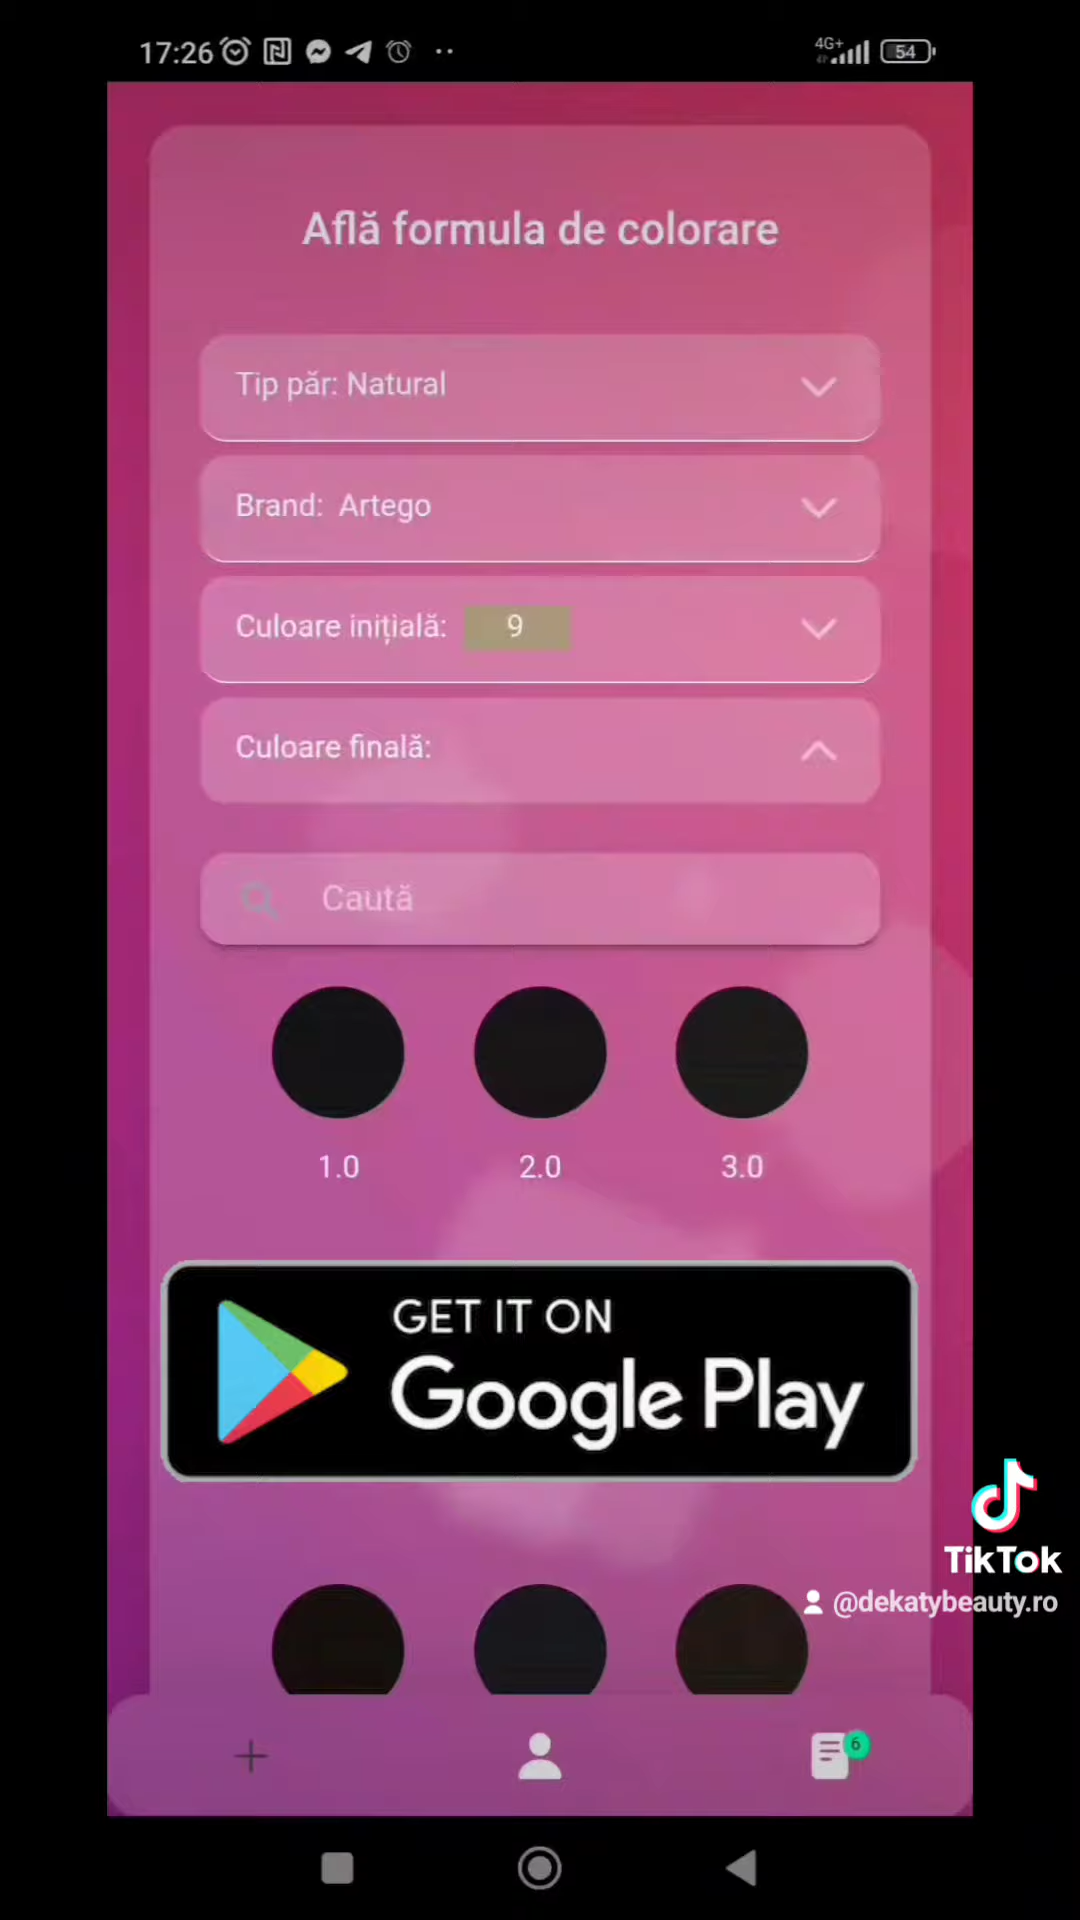 17:26
4G+
54
Află formula de colorare
Tip păr: Natural
Brand: Artego
Culoare inițială: 9
Culoare finală:
Caută
1.0 2.0 3.0
GET IT ON
Google Play
TikTok
@dekatybeauty.ro
6